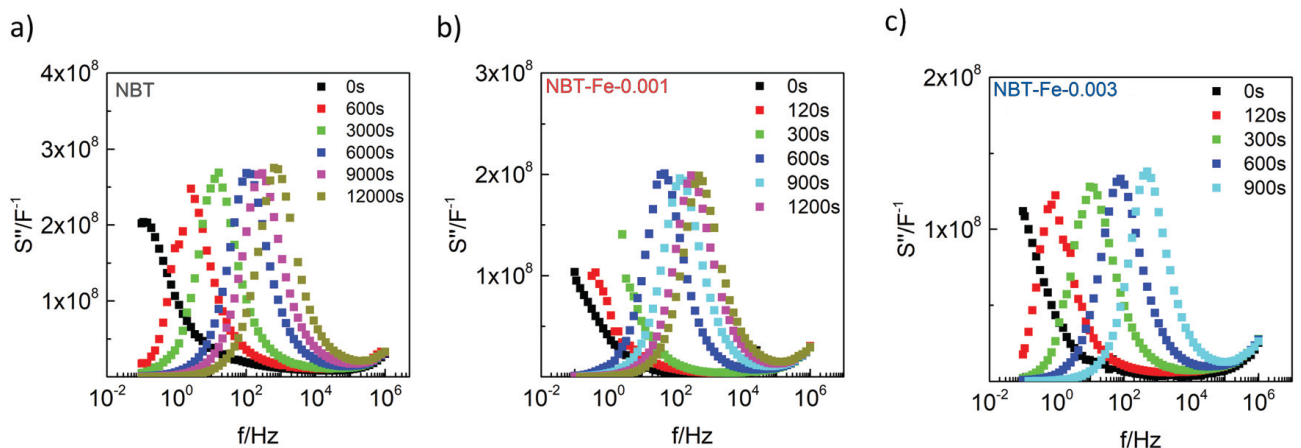 a)
4x10⁸
3x10⁸
2x10⁸
1x10⁸
S''/F⁻¹
NBT
0s
600s
3000s
6000s
9000s
12000s
10⁻² 10⁰ 10² 10⁴ 10⁶
f/Hz
b)
3x10⁸
2x10⁸
1x10⁸
S''/F⁻¹
NBT-Fe-0.001
0s
120s
300s
600s
900s
1200s
10⁻² 10⁰ 10² 10⁴ 10⁶
f/Hz
c)
2x10⁸
1x10⁸
S''/F⁻¹
NBT-Fe-0.003
0s
120s
300s
600s
900s
10⁻² 10⁰ 10² 10⁴ 10⁶
f/Hz